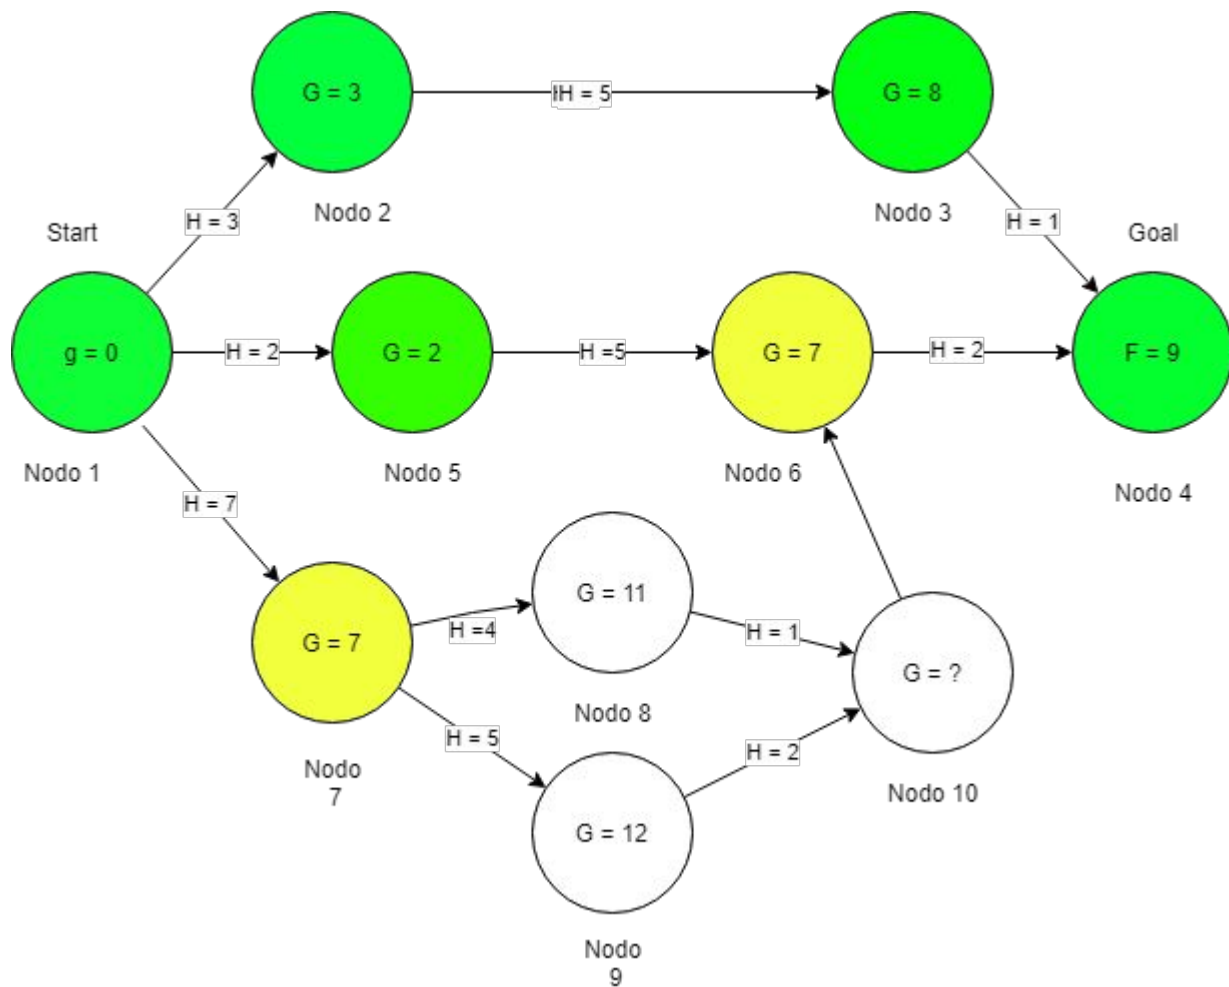 G = 3
H = 5
G = 8
Nodo 2
Nodo 3
H = 3
H = 1
Start
Goal
g = 0
H = 2
G = 2
H =5
G = 7
H = 2
F = 9
Nodo 1
Nodo 5
Nodo 6
Nodo 4
H = 7
G = 7
H =4
G = 11
H = 1
G = ?
Nodo 8
H = 5
H = 2
Nodo
7
Nodo 10
G = 12
Nodo
9